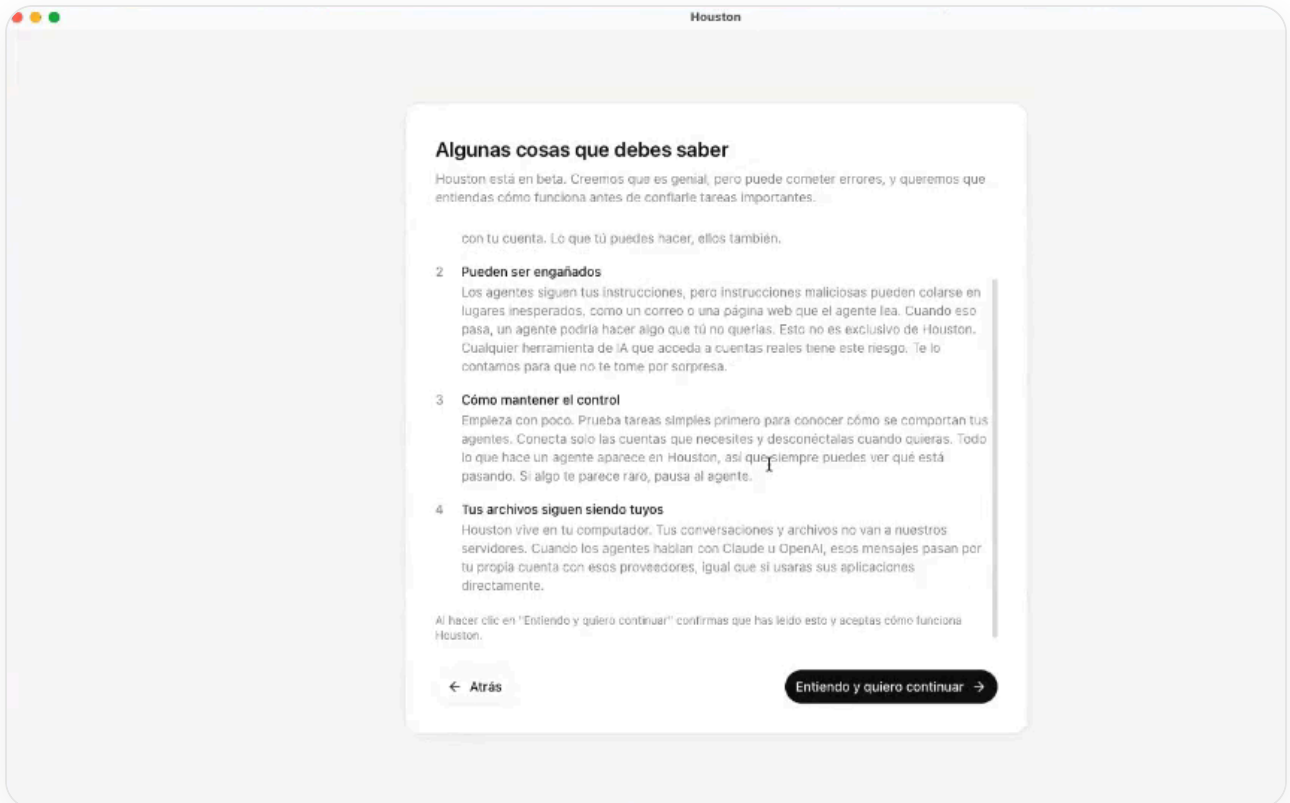 Houston
Algunas cosas que debes saber
Houston está en beta. Creemos que es genial, pero puede cometer errores, y queremos que
entiendas cómo funciona antes de confiarle tareas importantes.
con tu cuenta. Lo que tú puedes hacer, ellos también.
2 Pueden ser engañados
Los agentes siguen tus instrucciones, pero instrucciones maliciosas pueden colarse en
lugares inesperados, como un correo o una página web que el agente lea. Cuando eso
pasa, un agente podría hacer algo que tú no querías. Esto no es exclusivo de Houston.
Cualquier herramienta de IA que acceda a cuentas reales tiene este riesgo. Te lo
contamos para que no te tome por sorpresa.
3 Cómo mantener el control
Empieza con poco. Prueba tareas simples primero para conocer cómo se comportan tus
agentes. Conecta solo las cuentas que necesites y desconéctalas cuando quieras. Todo
lo que hace un agente aparece en Houston, así que siempre puedes ver qué está
pasando. Si algo te parece raro, pausa al agente.
4 Tus archivos siguen siendo tuyos
Houston vive en tu computador. Tus conversaciones y archivos no van a nuestros
servidores. Cuando los agentes hablan con Claude u OpenAI, esos mensajes pasan por
tu propia cuenta con esos proveedores, igual que si usaras sus aplicaciones
directamente.
Al hacer clic en "Entiendo y quiero continuar" confirmas que has leído esto y aceptas cómo funciona
Houston.
← Atrás
Entiendo y quiero continuar →